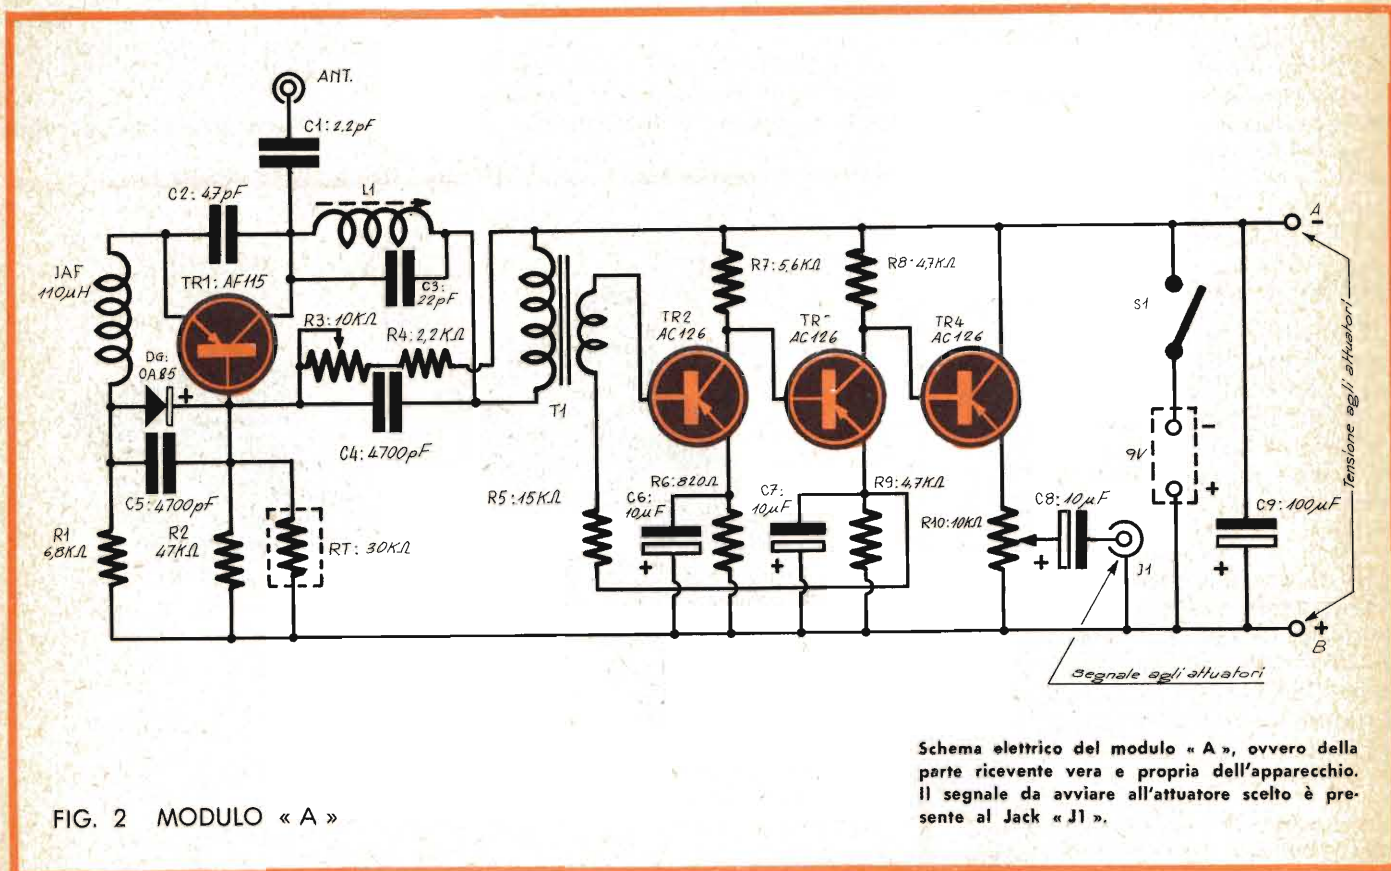 ANT.
C1:2.2pF
C2:4,7pF
L1
JAF
110µH
TR1:AF115
C3:
22pF
R3:10KΩ
R4:2,2KΩ
DG:
OA85
+
C4:4700pF
C5:4700pF
R1
6,8KΩ
R2
47KΩ
RT:30KΩ
T1
R5:15KΩ
R7:5,6KΩ
R8:4,7KΩ
TR2
AC126
TR
AC126
TR4
AC126
R6:820Ω
C6:
10µF
+
C7:
10µF
+
R9:4,7KΩ
R10:10KΩ
C8:10µF
+
J1
S1
9V
-
+
C9:100µF
+
A
-
+
B
Tensione agli attuatori
Segnale agli attuatori
FIG. 2 MODULO « A »
Schema elettrico del modulo « A », ovvero della
parte ricevente vera e propria dell'apparecchio.
Il segnale da avviare all'attuatore scelto è pre-
sente al Jack « J1 ».